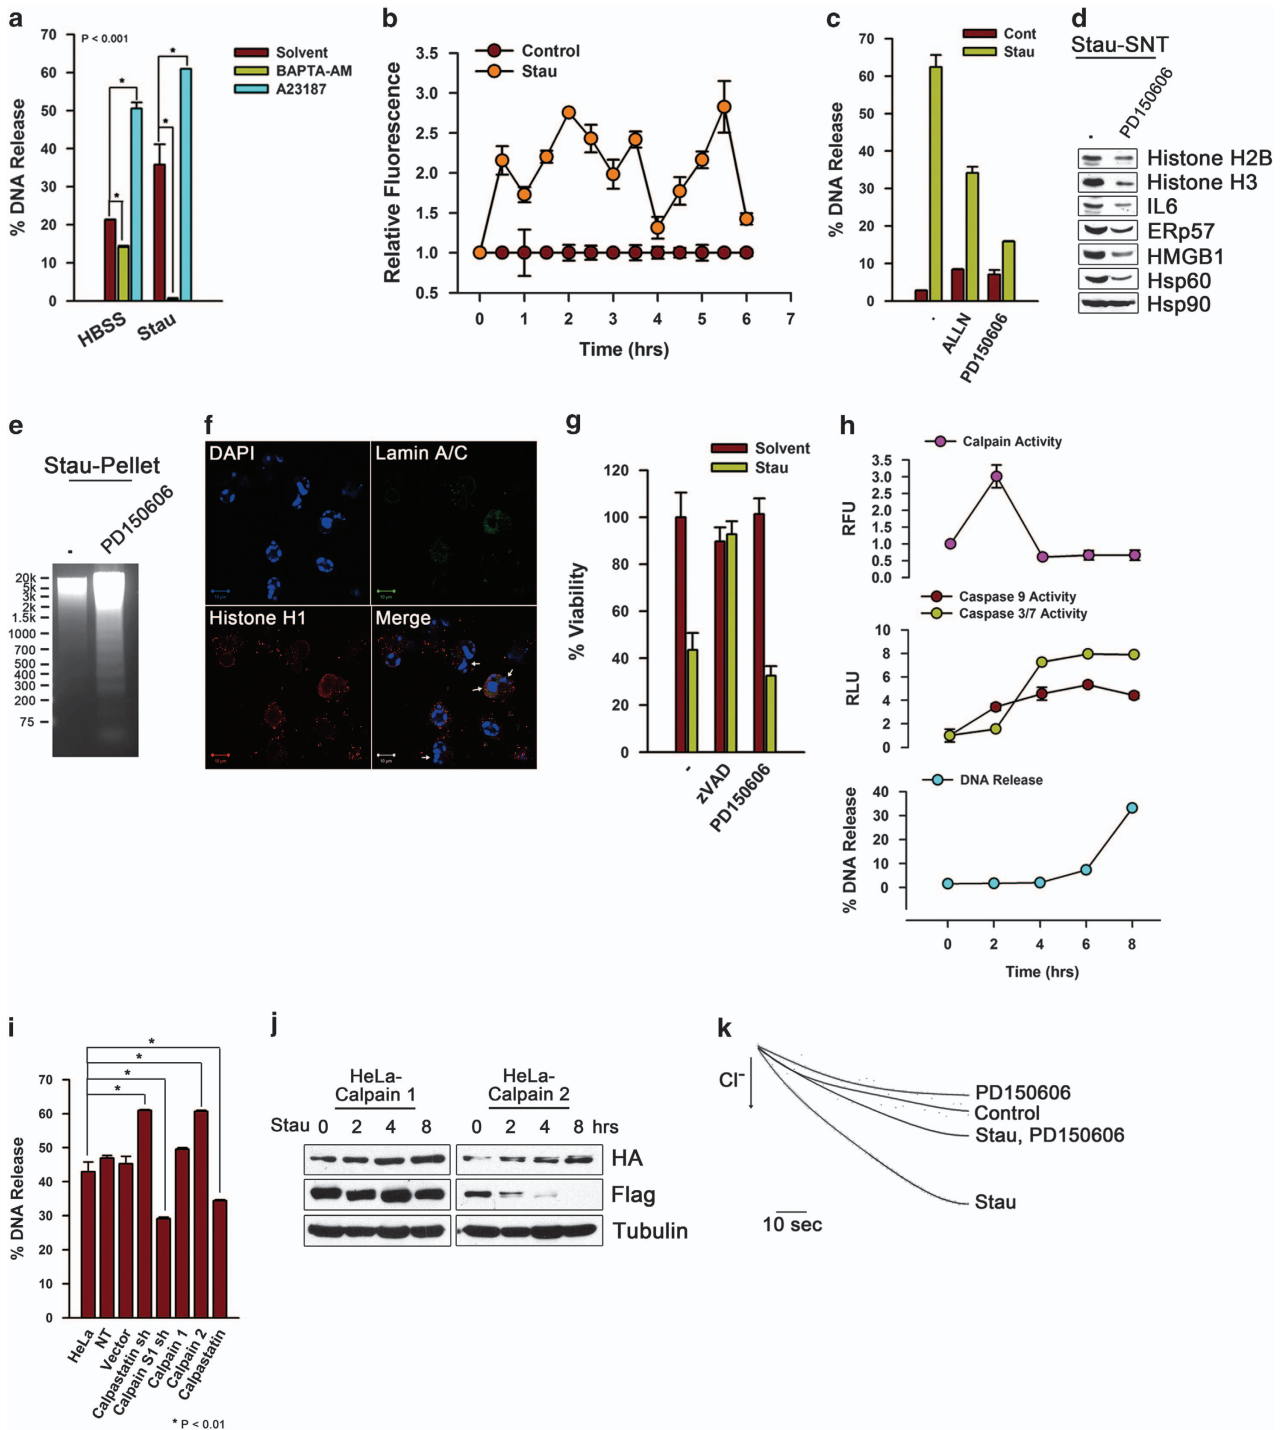 a
P < 0.001
% DNA Release
70
60
50
40
30
20
10
0
HBSS
Stau
Solvent
BAPTA-AM
A23187
*
*
*
*
b
Relative Fluorescence
3.5
3.0
2.5
2.0
1.5
1.0
0.5
Control
Stau
0 1 2 3 4 5 6 7
Time (hrs)
c
% DNA Release
70
60
50
40
30
20
10
0
Cont
Stau
-
ALLN
PD150606
d
Stau-SNT
-
PD150606
Histone H2B
Histone H3
IL6
ERp57
HMGB1
Hsp60
Hsp90
e
Stau-Pellet
-
PD150606
20k
5k
3k
2k
1.5k
1000
700
500
400
300
200
75
f
DAPI
Lamin A/C
Histone H1
Merge
10 µm
10 µm
10 µm
10 µm
g
% Viability
120
100
80
60
40
20
0
Solvent
Stau
-
zVAD
PD150606
h
Calpain Activity
RFU
3.5
3.0
2.5
2.0
1.5
1.0
0.5
0.0
Caspase 9 Activity
Caspase 3/7 Activity
RLU
10
8
6
4
2
0
DNA Release
% DNA Release
40
30
20
10
0
0 2 4 6 8
Time (hrs)
i
% DNA Release
70
60
50
40
30
20
10
0
*
*
*
*
*
HeLa
NT
Vector
Calpastatin sh
Calpain S1 sh
Calpain 1
Calpain 2
Calpastatin
* P < 0.01
j
HeLa-
Calpain 1
HeLa-
Calpain 2
Stau 0 2 4 8 0 2 4 8 hrs
HA
Flag
Tubulin
k
Cl⁻
PD150606
Control
Stau, PD150606
Stau
10 sec